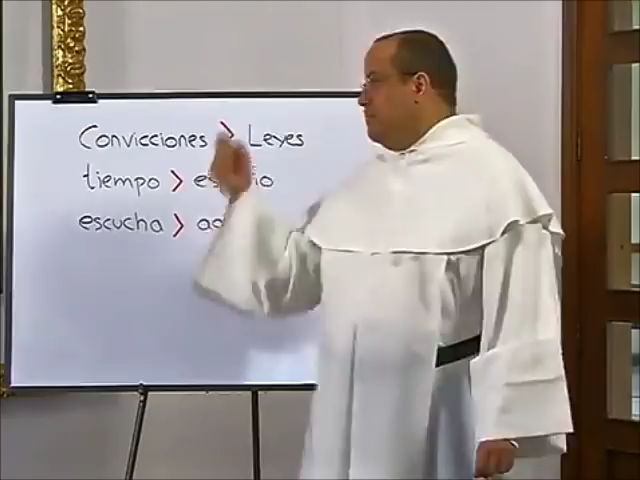 Convicciones > Leyes
tiempo >
escucha >